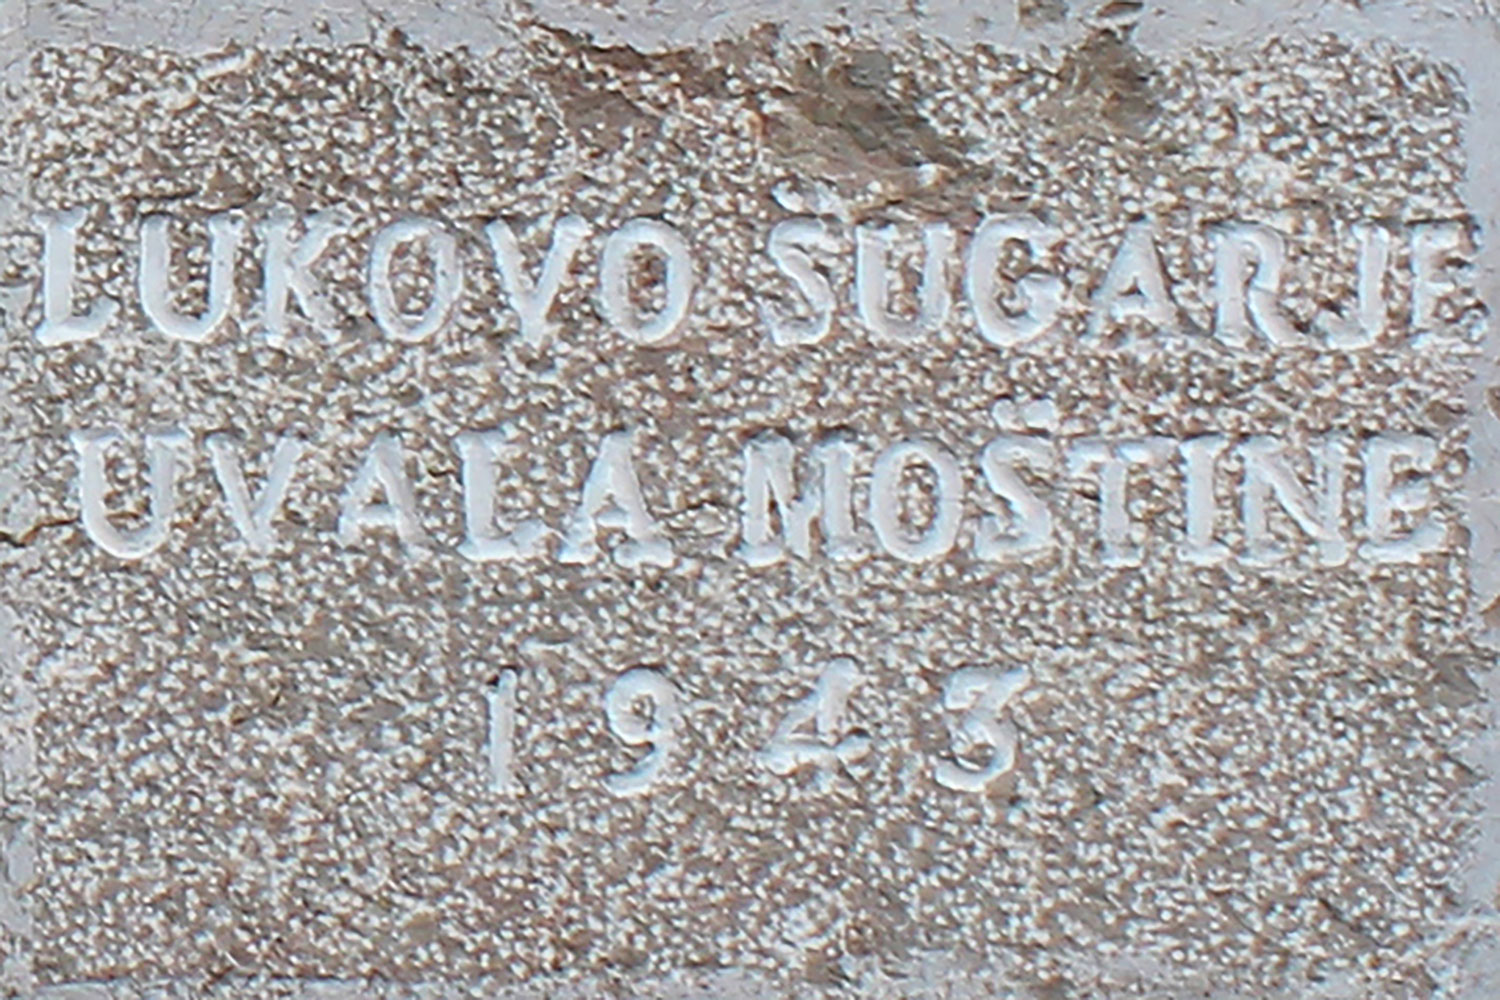 LUKOVO ŠUGARJE
UVALA MOŠTINE
1943